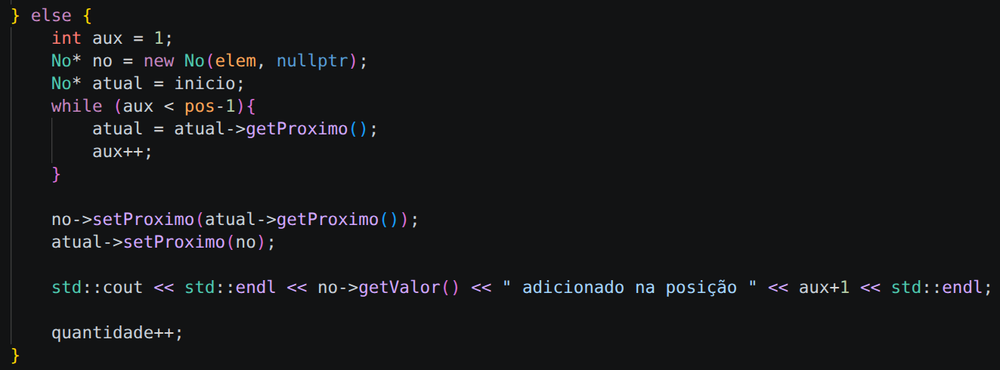 } else {
    int aux = 1;
    No* no = new No(elem, nullptr);
    No* atual = inicio;
    while (aux < pos-1){
        atual = atual->getProximo();
        aux++;
    }

    no->setProximo(atual->getProximo());
    atual->setProximo(no);

    std::cout << std::endl << no->getValor() << " adicionado na posição " << aux+1 << std::endl;

    quantidade++;
}